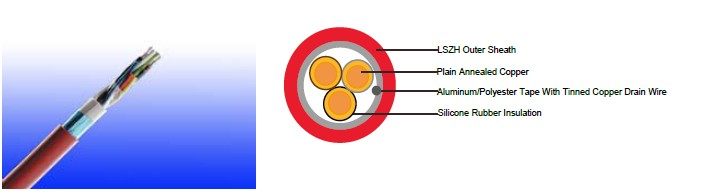 LSZH Outer Sheath
Plain Annealed Copper
Aluminum/Polyester Tape With Tinned Copper Drain Wire
Silicone Rubber Insulation